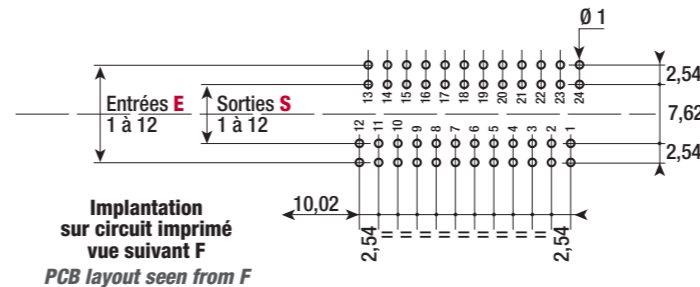 Ø 1
13 14 15 16 17 18 19 20 21 22 23 24
2,54
Entrées E
1 à 12
Sorties S
1 à 12
7,62
12 11 10 9 8 7 6 5 4 3 2 1
2,54
10,02
2,54 = = = = = = = = = 2,54
Implantation
sur circuit imprimé
vue suivant F
PCB layout seen from F